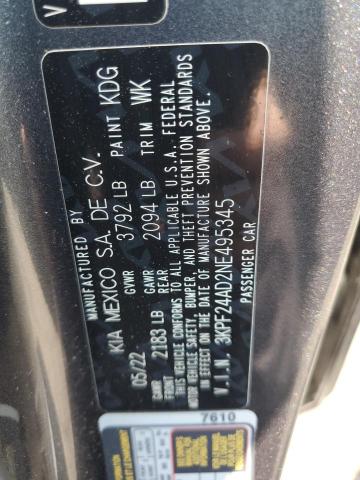 V
MANUFACTURED BY
KIA MEXICO S.A. DE C.V.
05/22 GVWR 3792 LB PAINT KDG
GAWR FRONT 2183 LB GAWR REAR 2094 LB TRIM WK
THIS VEHICLE CONFORMS TO ALL APPLICABLE U.S.A. FEDERAL
MOTOR VEHICLE SAFETY, BUMPER, AND THEFT PREVENTION STANDARDS
IN EFFECT ON THE DATE OF MANUFACTURE SHOWN ABOVE.
V.I.N. 3KPF24AD2NE495345
PASSENGER CAR
7610